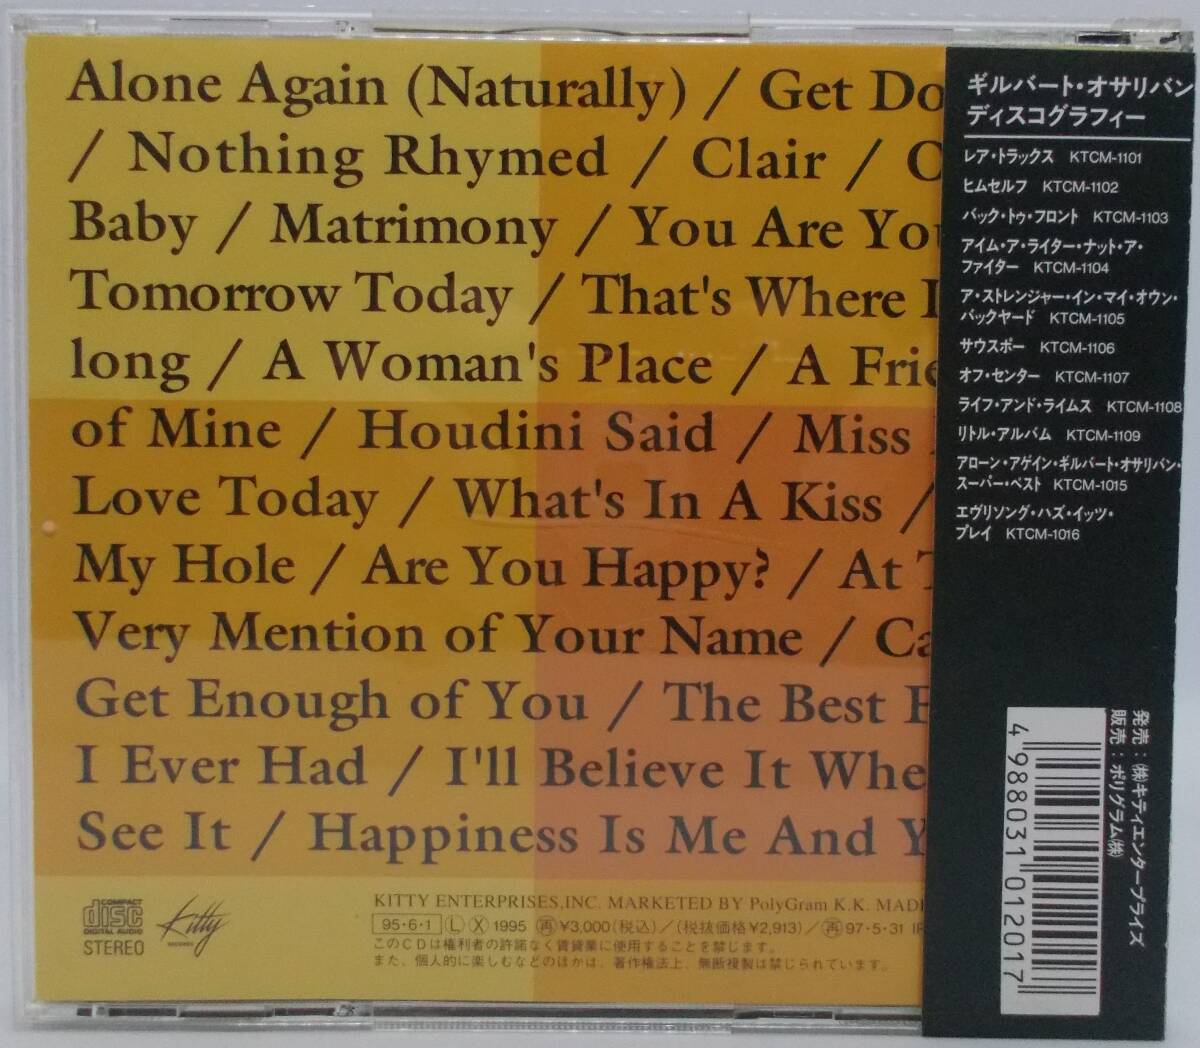 Alone Again (Naturally) / Get Do
/ Nothing Rhymed / Clair / O
Baby / Matrimony / You Are You
Tomorrow Today / That's Where I
long / A Woman's Place / A Frie
of Mine / Houdini Said / Miss
Love Today / What's In A Kiss /
My Hole / Are You Happy? / At T
Very Mention of Your Name / Ca
Get Enough of You / The Best F
I Ever Had / I'll Believe It Whe
See It / Happiness Is Me And Y
COMPACT
disc
DIGITAL AUDIO
STEREO
Kitty
RECORDS
KITTY ENTERPRISES,INC. MARKETED BY PolyGram K.K. MADE
95·6·1 Ⓛ Ⓧ 1995 再¥3,000(税込)/(税抜価格¥2,913)/再97·5·31
このCDは権利者の許諾なく賃貸業に使用することを禁じます。
また、個人的に楽しむなどのほかは、著作権法上、無断複製は禁じられています。
ギルバート・オサリバン
ディスコグラフィー
レア・トラックス KTCM-1101
ヒムセルフ KTCM-1102
バック・トゥ・フロント KTCM-1103
アイム・ア・ライター・ナット・ア・
ファイター KTCM-1104
ア・ストレンジャー・イン・マイ・オウン・
バックヤード KTCM-1105
サウスポー KTCM-1106
オフ・センター KTCM-1107
ライフ・アンド・ライムス KTCM-1108
リトル・アルバム KTCM-1109
アローン・アゲイン・ギルバート・オサリバン・
スーパー・ベスト KTCM-1015
エヴリソング・ハズ・イッツ・
プレイ KTCM-1016
発売：㈱キティエンタープライズ
販売：ポリグラム㈱
4988031012017